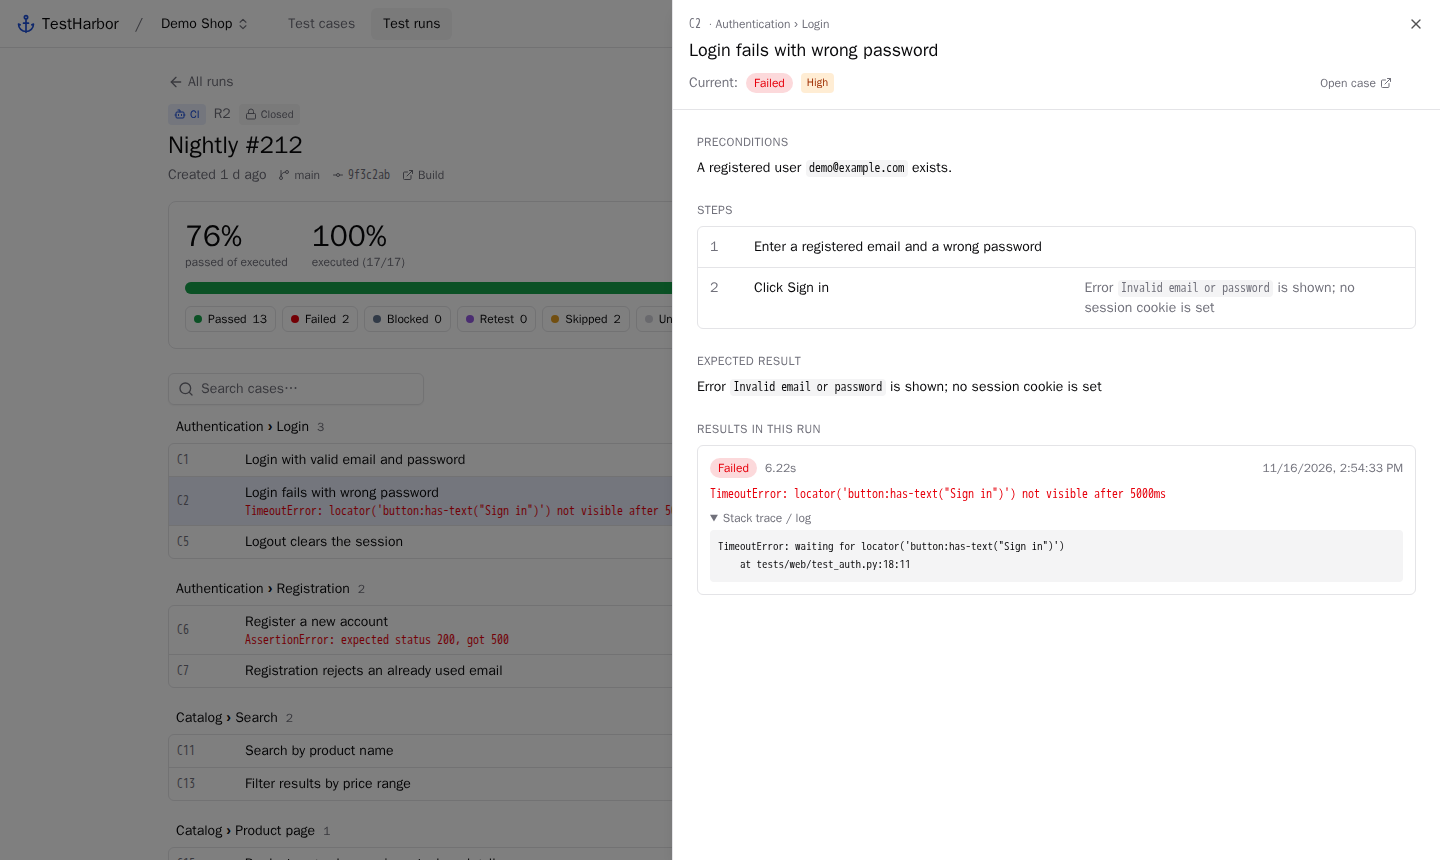 TestHarbor / Demo Shop Test cases Test runs
All runs
CI R2 Closed
Nightly #212
Created 1 d ago main 9f3c2ab Build
76% 100%
passed of executed executed (17/17)
Passed 13 Failed 2 Blocked 0 Retest 0 Skipped 2 Un
Search cases...
Authentication › Login 3
C1 Login with valid email and password
C2 Login fails with wrong password
TimeoutError: locator('button:has-text("Sign in")') not visible after 5
C5 Logout clears the session
Authentication › Registration 2
C6 Register a new account
AssertionError: expected status 200, got 500
C7 Registration rejects an already used email
Catalog › Search 2
C11 Search by product name
C13 Filter results by price range
Catalog › Product page 1
C2 · Authentication › Login
Login fails with wrong password
Current: Failed High Open case
PRECONDITIONS
A registered user demo@example.com exists.
STEPS
1 Enter a registered email and a wrong password
2 Click Sign in Error Invalid email or password is shown; no
session cookie is set
EXPECTED RESULT
Error Invalid email or password is shown; no session cookie is set
RESULTS IN THIS RUN
Failed 6.22s 11/16/2026, 2:54:33 PM
TimeoutError: locator('button:has-text("Sign in")') not visible after 5000ms
Stack trace / log
TimeoutError: waiting for locator('button:has-text("Sign in")')
at tests/web/test_auth.py:18:11